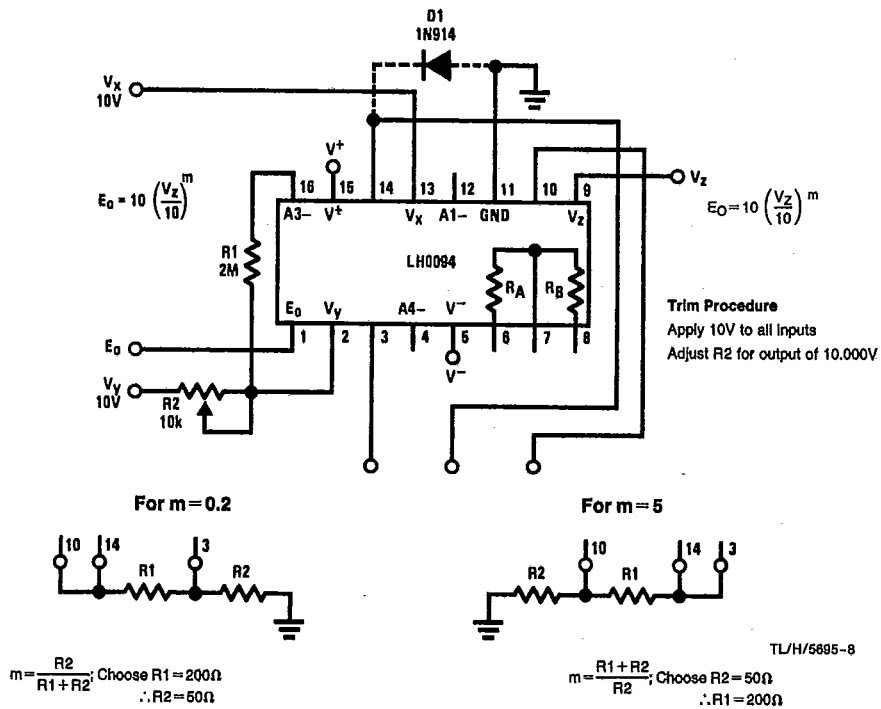 D1
1N914
Vx
10V
V+
16 15 14 13 12 11 10 9
Vz
A3− V+ Vx A1− GND Vz
E₀ = 10 (Vz/10)^m
E_O = 10 (Vz/10)^m
R1
2M
LH0094
RA RB
E₀ Vy A4− V−
1 2 3 4 5 6 7 8
V−
E₀
Vy
10V
R2
10k
Trim Procedure
Apply 10V to all inputs
Adjust R2 for output of 10.000V
For m = 0.2
10 14 3
R1 R2
m = R2/(R1 + R2); Choose R1 = 200Ω
∴ R2 = 50Ω
For m = 5
10 14 3
R2 R1
TL/H/5695-8
m = (R1 + R2)/R2; Choose R2 = 50Ω
∴ R1 = 200Ω